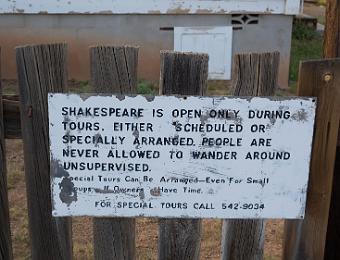 SHAKESPEARE IS OPEN ONLY DURING
TOURS, EITHER SCHEDULED OR
SPECIALLY ARRANGED. PEOPLE ARE
NEVER ALLOWED TO WANDER AROUND
UNSUPERVISED.
Special Tours Can Be Arranged—Even For Small
Groups, If Owners Have Time.
FOR SPECIAL TOURS CALL 542-9034